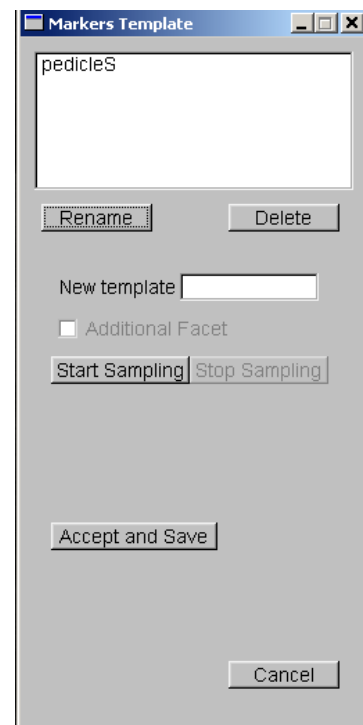 Markers Template
pedicleS
Rename Delete
New template
Additional Facet
Start Sampling Stop Sampling
Accept and Save
Cancel